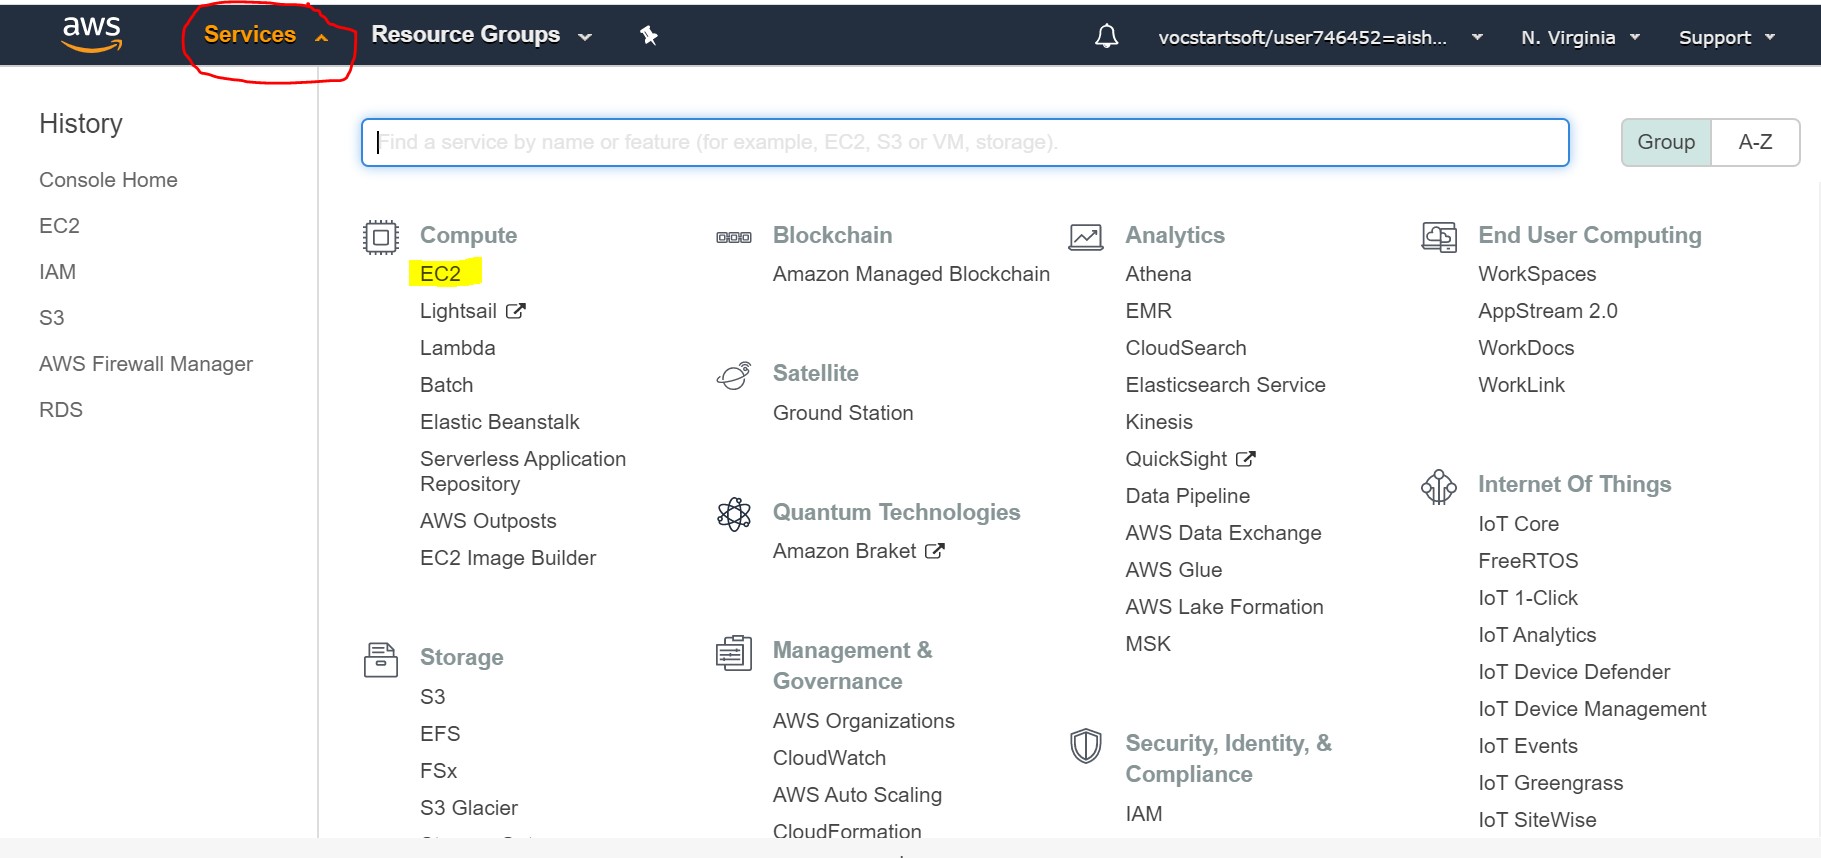 aws
Services
Resource Groups
vocstartsoft/user746452=aish...
N. Virginia
Support
History
Console Home
EC2
IAM
S3
AWS Firewall Manager
RDS
Find a service by name or feature (for example, EC2, S3 or VM, storage).
Group
A-Z
Compute
EC2
Lightsail
Lambda
Batch
Elastic Beanstalk
Serverless Application
Repository
AWS Outposts
EC2 Image Builder
Storage
S3
EFS
FSx
S3 Glacier
Blockchain
Amazon Managed Blockchain
Satellite
Ground Station
Quantum Technologies
Amazon Braket
Management &
Governance
AWS Organizations
CloudWatch
AWS Auto Scaling
CloudFormation
Analytics
Athena
EMR
CloudSearch
Elasticsearch Service
Kinesis
QuickSight
Data Pipeline
AWS Data Exchange
AWS Glue
AWS Lake Formation
MSK
Security, Identity, &
Compliance
IAM
End User Computing
WorkSpaces
AppStream 2.0
WorkDocs
WorkLink
Internet Of Things
IoT Core
FreeRTOS
IoT 1-Click
IoT Analytics
IoT Device Defender
IoT Device Management
IoT Events
IoT Greengrass
IoT SiteWise